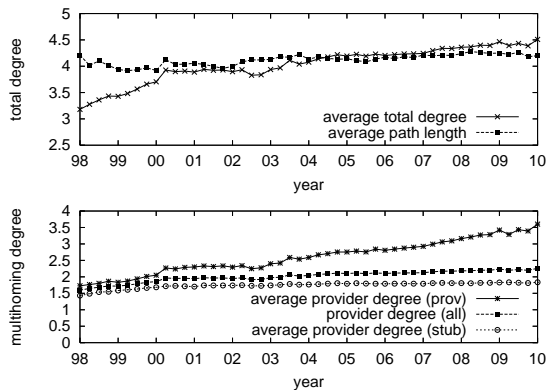 5
4.5
4
3.5
3
2.5
total degree
average total degree
average path length
98 99 00 01 02 03 04 05 06 07 08 09 10
year
4
3.5
3
2.5
2
1.5
1
0.5
0
multihoming degree
average provider degree (prov)
provider degree (all)
average provider degree (stub)
98 99 00 01 02 03 04 05 06 07 08 09 10
year